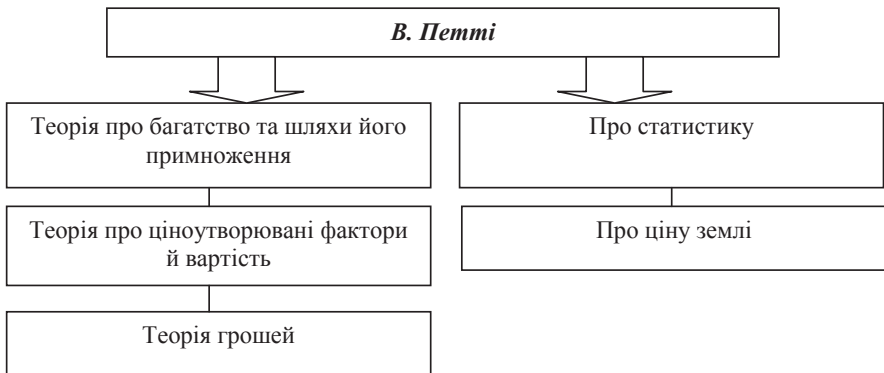 В. Петті
Теорія про багатство та шляхи його
примноження
Про статистику
Теорія про ціноутворювані фактори
й вартість
Про ціну землі
Теорія грошей